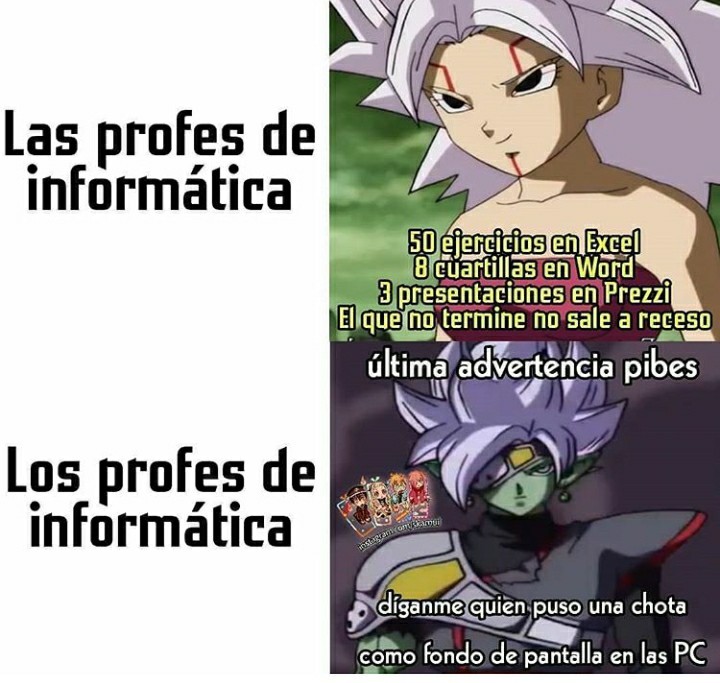 Las profes de
informática
50 ejercicios en Excel
8 cuartillas en Word
3 presentaciones en Prezzi
El que no termine no sale a receso
última advertencia pibes
Los profes de
informática
díganme quien puso una chota
como fondo de pantalla en las PC